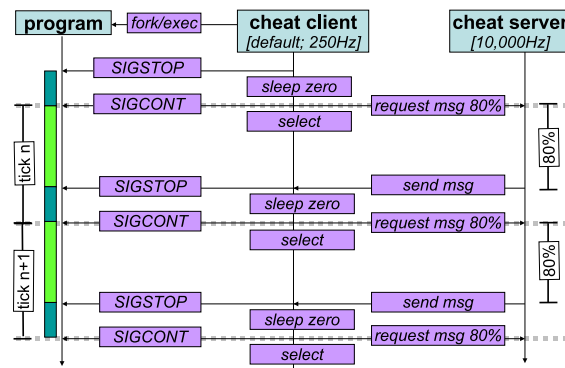 program
fork/exec
cheat client
[default; 250Hz]
cheat server
[10,000Hz]
SIGSTOP
sleep zero
SIGCONT
request msg 80%
select
tick n
80%
SIGSTOP
send msg
sleep zero
SIGCONT
request msg 80%
select
tick n+1
80%
SIGSTOP
send msg
sleep zero
SIGCONT
request msg 80%
select